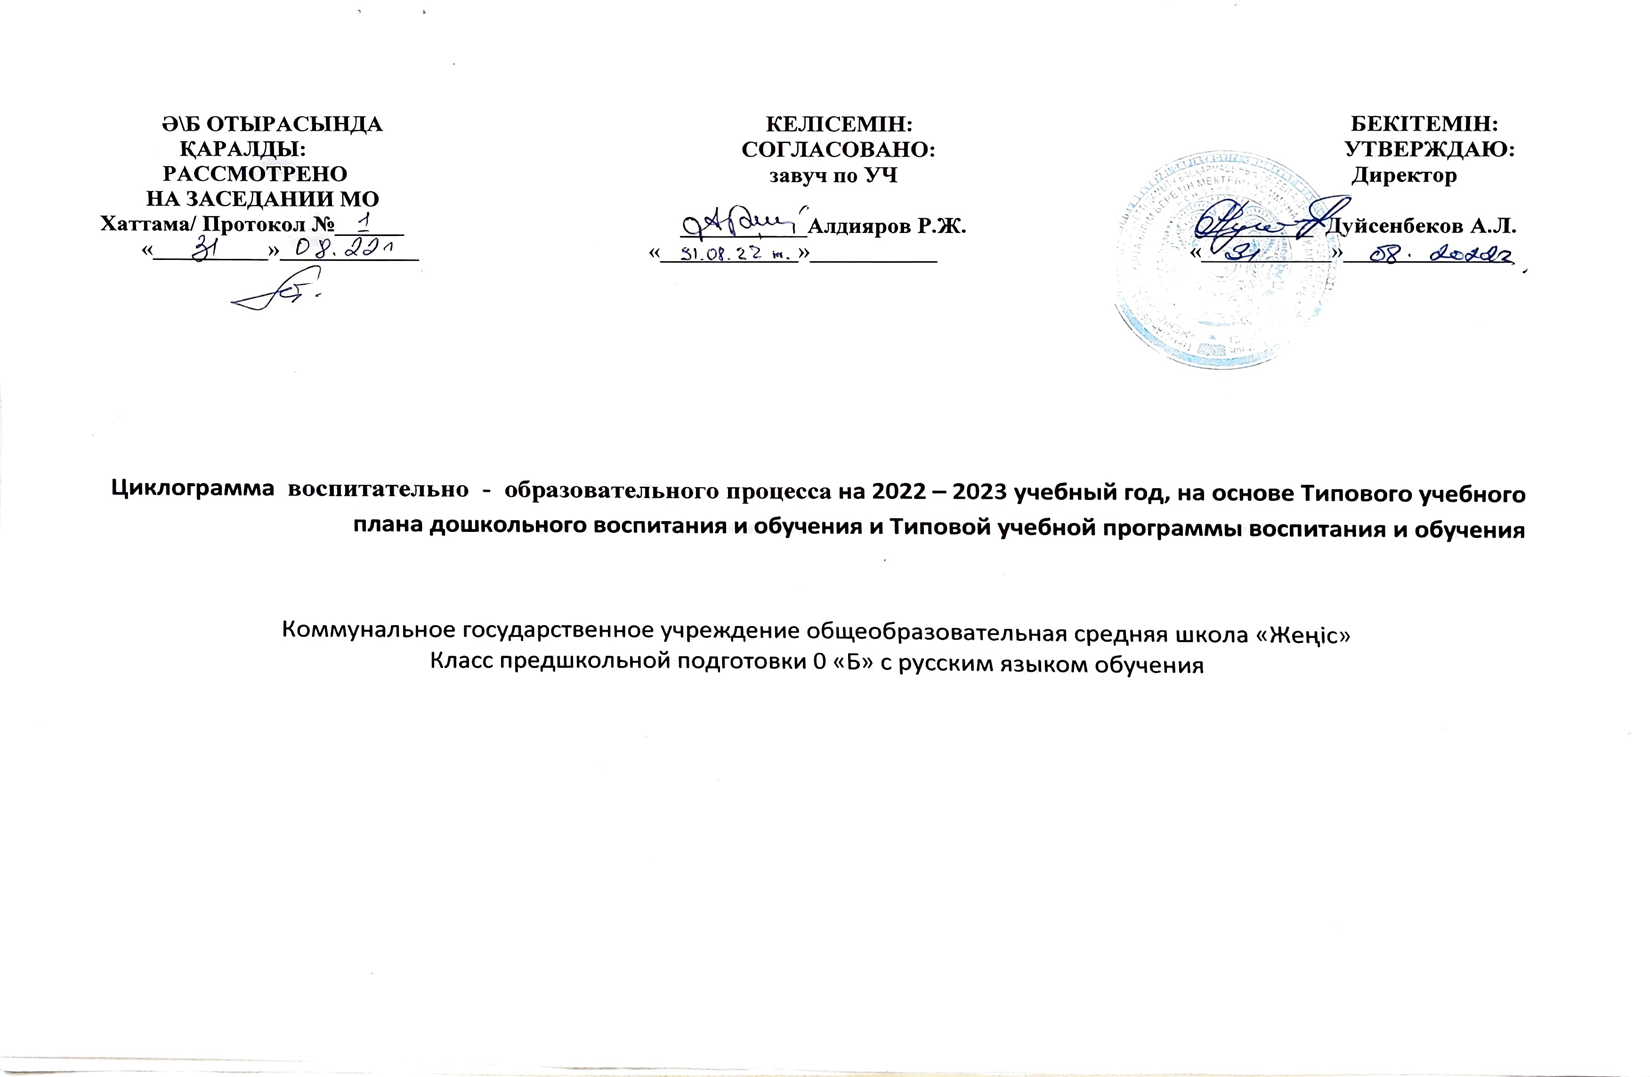 Ә\Б ОТЫРАСЫНДА
ҚАРАЛДЫ:
РАССМОТРЕНО
НА ЗАСЕДАНИИ МО
Хаттама/ Протокол № 1
« 31 » 08.22г
КЕЛІСЕМІН:
СОГЛАСОВАНО:
завуч по УЧ
Алдияров Р.Ж.
« 31.08.22 г. »
БЕКІТЕМІН:
УТВЕРЖДАЮ:
Директор
Дуйсенбеков А.Л.
« 31 » 08. 2022г
Циклограмма воспитательно - образовательного процесса на 2022 – 2023 учебный год, на основе Типового учебного
плана дошкольного воспитания и обучения и Типовой учебной программы воспитания и обучения
Коммунальное государственное учреждение общеобразовательная средняя школа «Жеңіс»
Класс предшкольной подготовки 0 «Б» с русским языком обучения